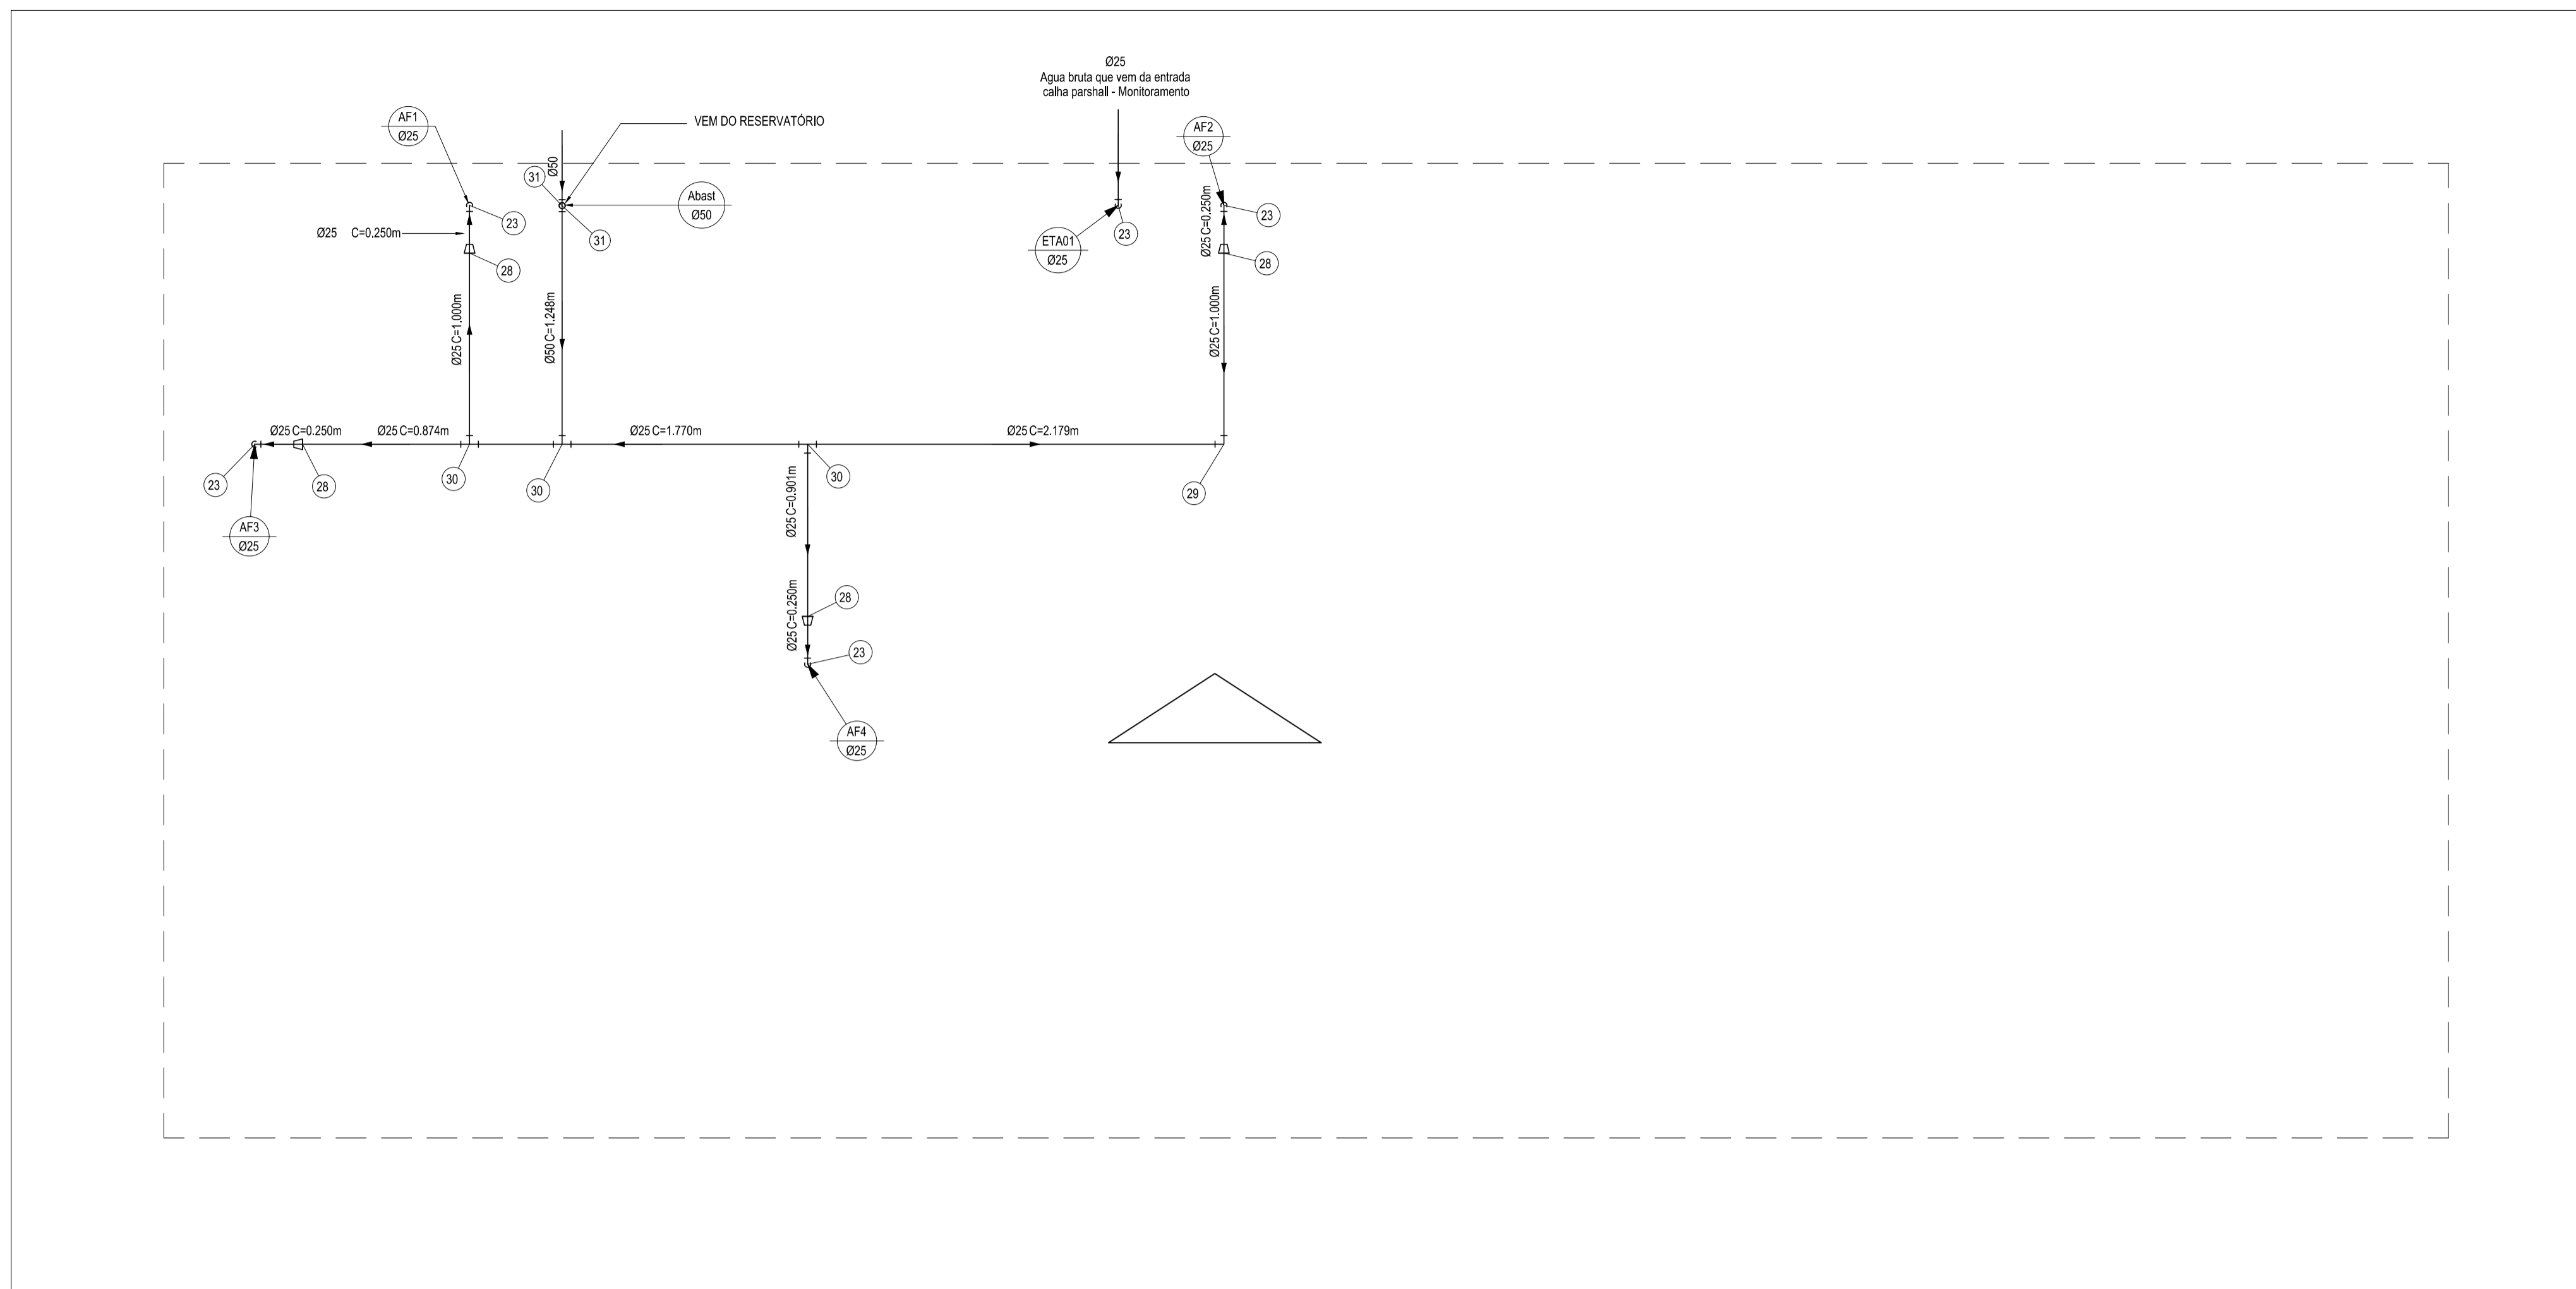 Ø25
Agua bruta que vem da entrada
calha parshall - Monitoramento
AF1
Ø25
VEM DO RESERVATÓRIO
AF2
Ø25
Ø50
31
Abast
Ø50
23
31
Ø25 C=0.250m
28
ETA01
Ø25
23
Ø25 C=0.250m
23
28
Ø25 C=1.000m
Ø50 C=1.248m
Ø25 C=1.000m
Ø25 C=0.250m
Ø25 C=0.874m
Ø25 C=1.770m
Ø25 C=2.179m
23
28
30
30
30
29
AF3
Ø25
Ø25 C=0.901m
Ø25 C=0.250m
28
23
AF4
Ø25